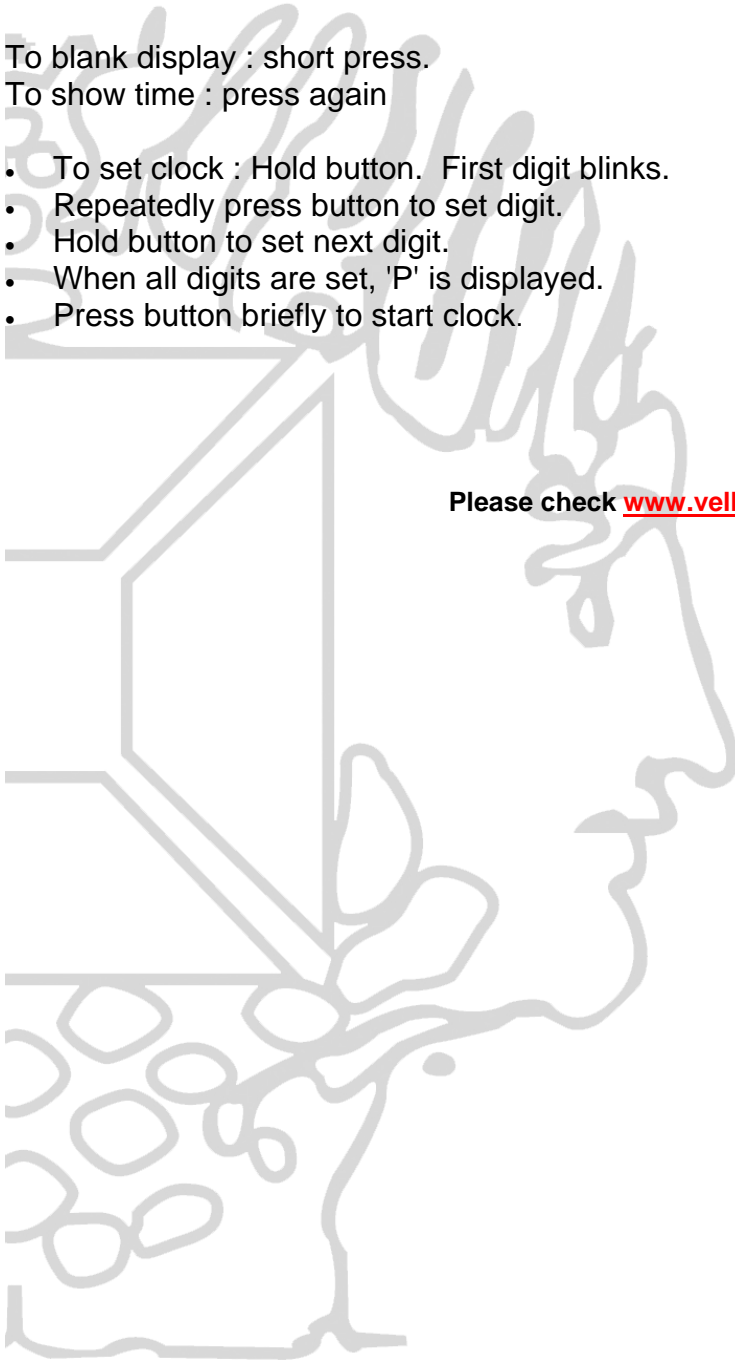 To blank display : short press.
To show time : press again
• To set clock : Hold button. First digit blinks.
• Repeatedly press button to set digit.
• Hold button to set next digit.
• When all digits are set, 'P' is displayed.
• Press button briefly to start clock.
Please check www.vell